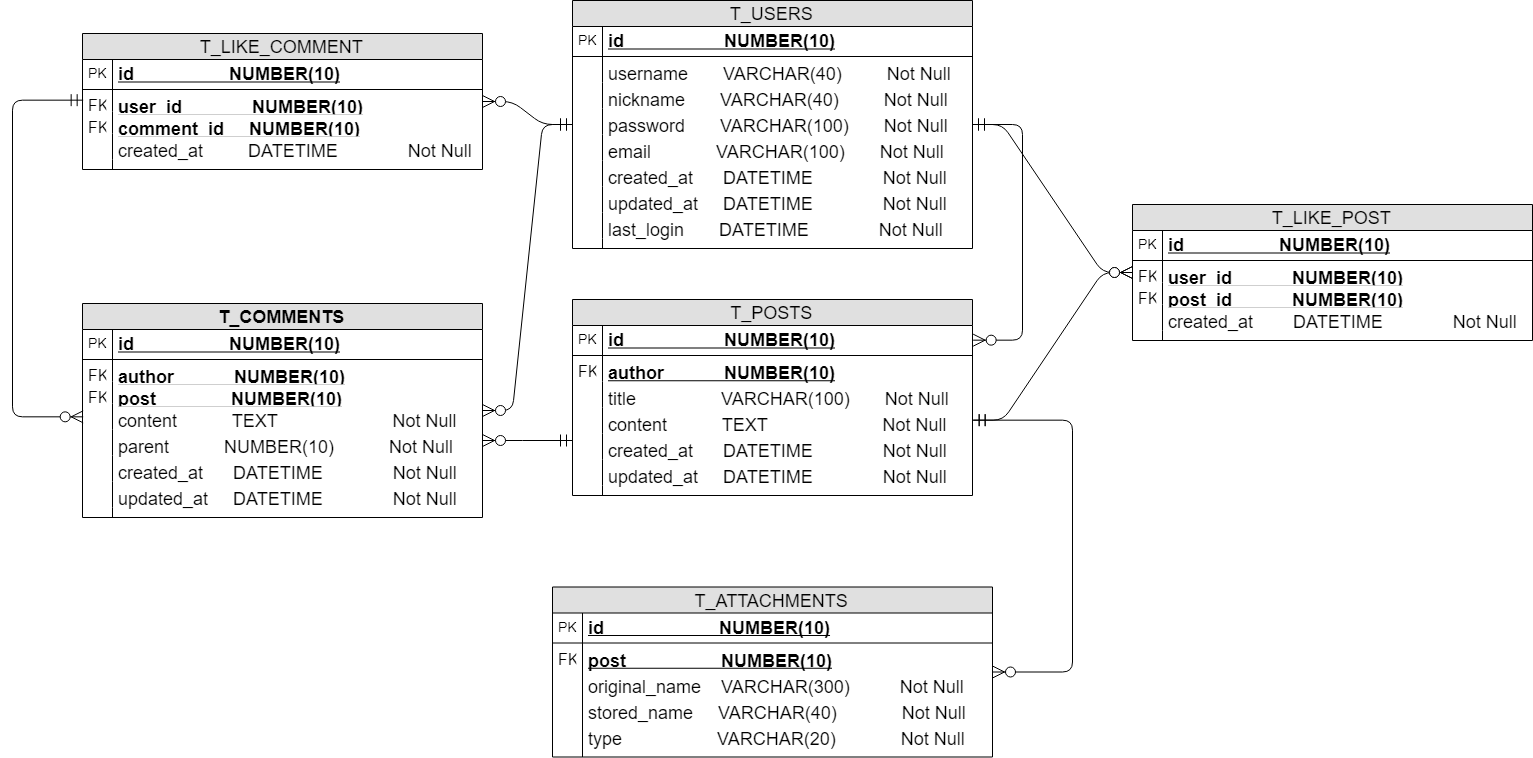 T_LIKE_COMMENT
PK id NUMBER(10)
FK user_id NUMBER(10)
FK comment_id NUMBER(10)
created_at DATETIME Not Null
T_USERS
PK id NUMBER(10)
username VARCHAR(40) Not Null
nickname VARCHAR(40) Not Null
password VARCHAR(100) Not Null
email VARCHAR(100) Not Null
created_at DATETIME Not Null
updated_at DATETIME Not Null
last_login DATETIME Not Null
T_LIKE_POST
PK id NUMBER(10)
FK user_id NUMBER(10)
FK post_id NUMBER(10)
created_at DATETIME Not Null
T_COMMENTS
PK id NUMBER(10)
FK author NUMBER(10)
FK post NUMBER(10)
content TEXT Not Null
parent NUMBER(10) Not Null
created_at DATETIME Not Null
updated_at DATETIME Not Null
T_POSTS
PK id NUMBER(10)
FK author NUMBER(10)
title VARCHAR(100) Not Null
content TEXT Not Null
created_at DATETIME Not Null
updated_at DATETIME Not Null
T_ATTACHMENTS
PK id NUMBER(10)
FK post NUMBER(10)
original_name VARCHAR(300) Not Null
stored_name VARCHAR(40) Not Null
type VARCHAR(20) Not Null